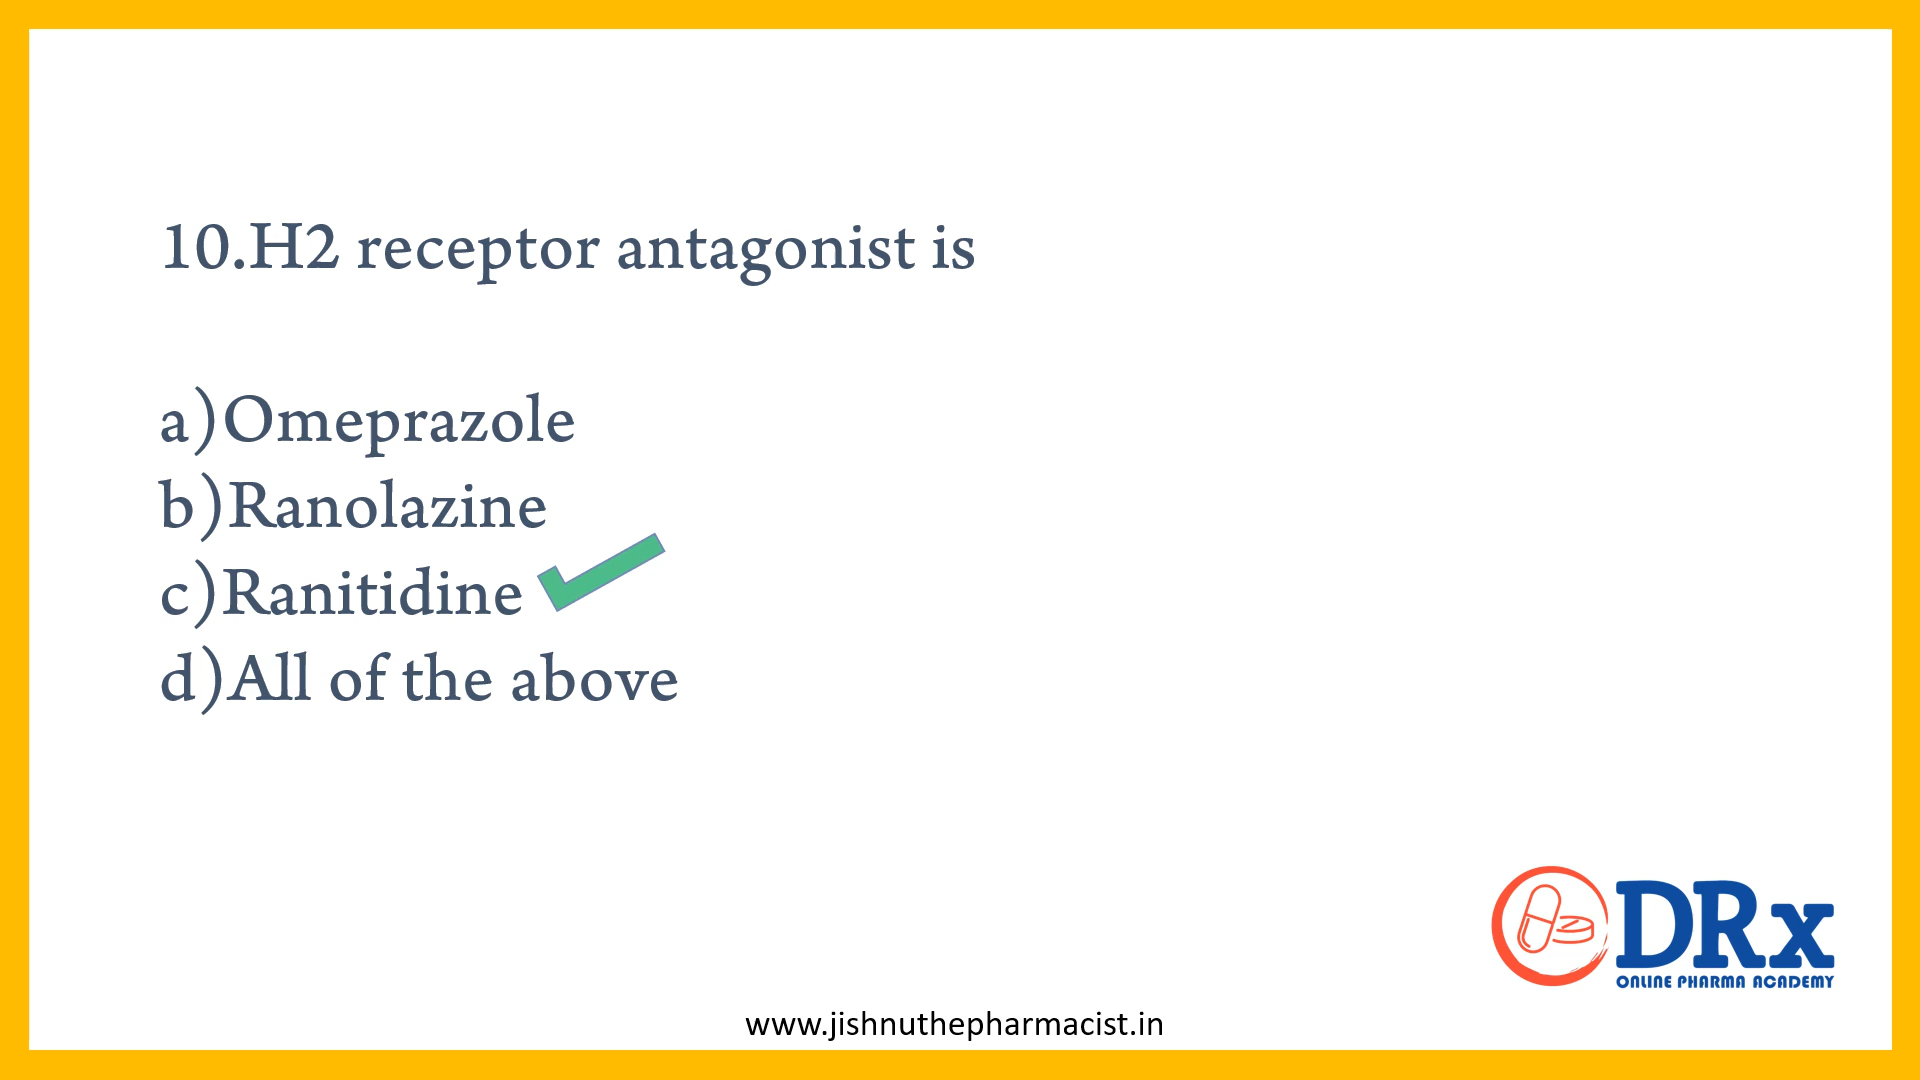 10.H2 receptor antagonist is
a)Omeprazole
b)Ranolazine
c)Ranitidine
d)All of the above
DRx
ONLINE PHARMA ACADEMY
www.jishnuthepharmacist.in